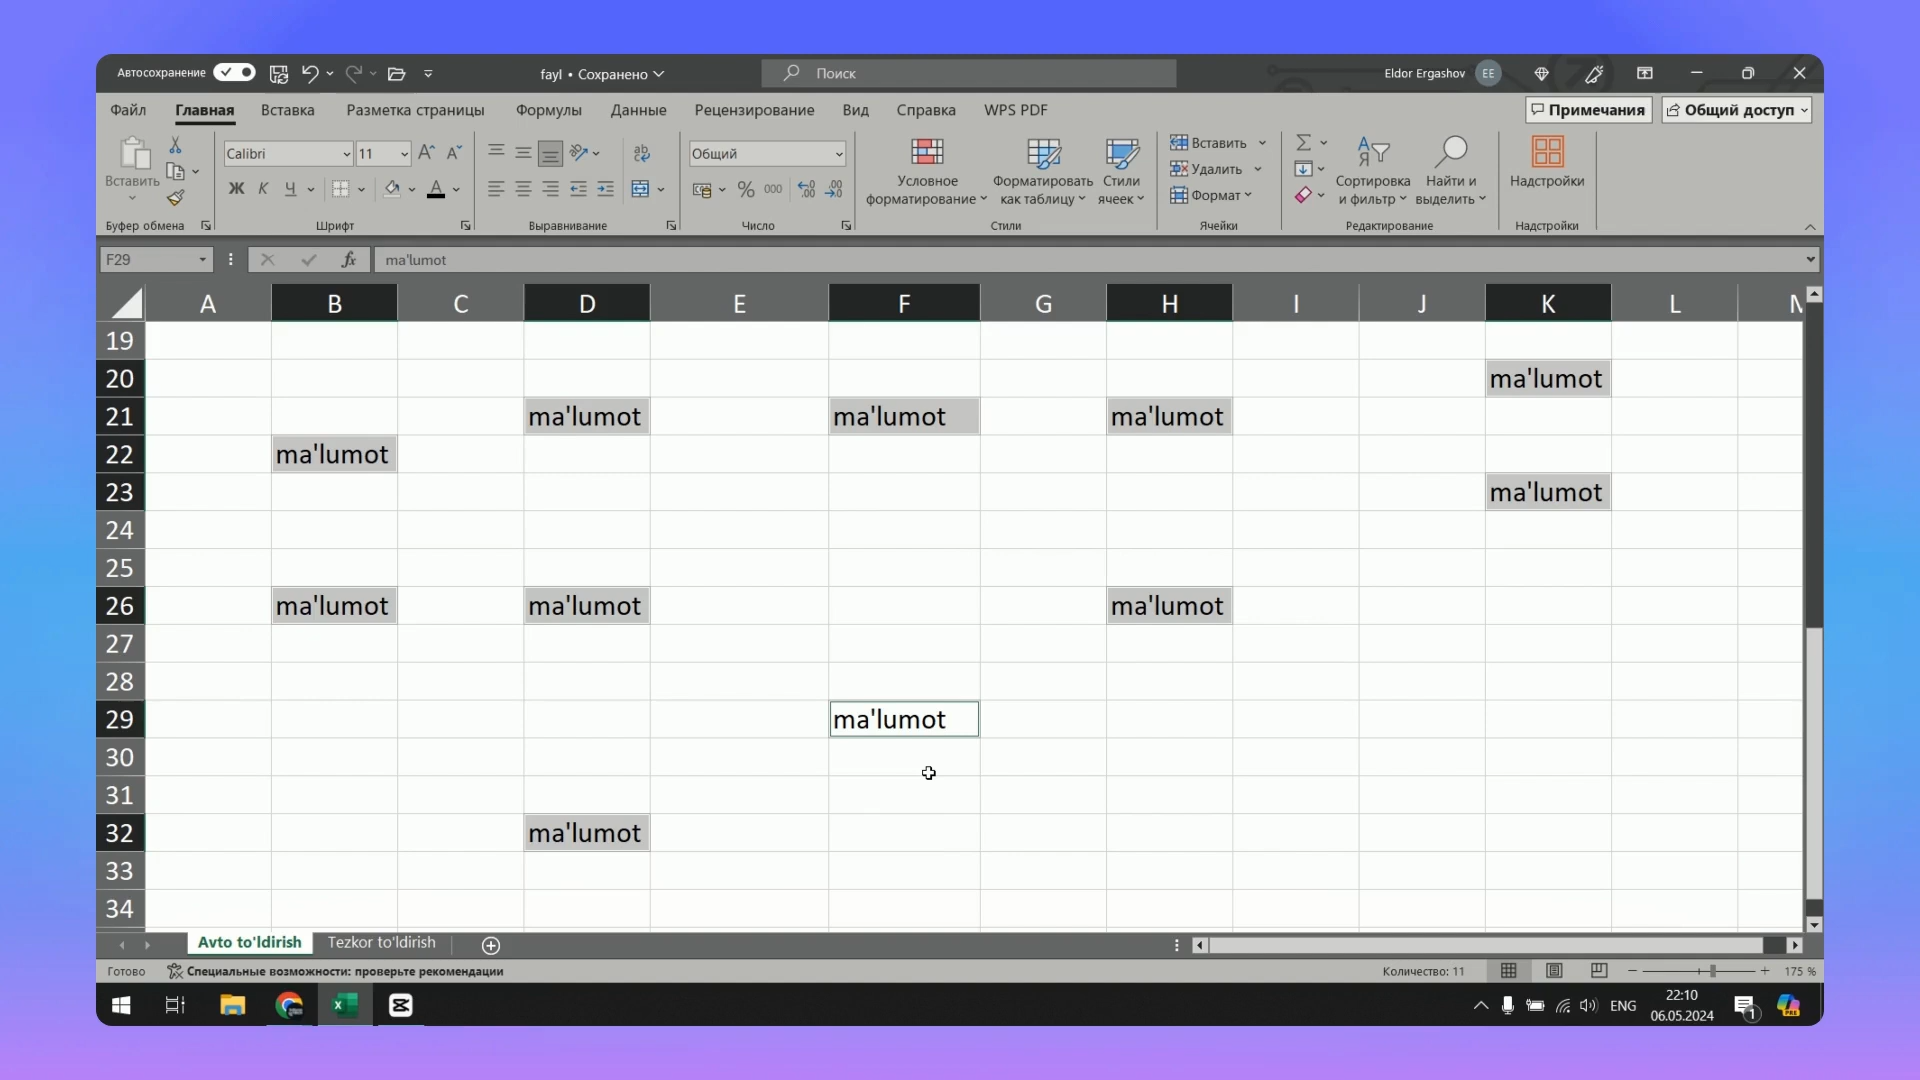 Автосохранение
fayl • Сохранено
Поиск
Eldor Ergashov
EE
Файл Главная Вставка Разметка страницы Формулы Данные Рецензирование Вид Справка WPS PDF
Примечания
Общий доступ
Вставить
Буфер обмена
Calibri
11
Ж К Ч
Шрифт
ab
Выравнивание
Общий
% 000
Число
Условное форматирование
Форматировать как таблицу
Стили ячеек
Стили
Вставить
Удалить
Формат
Ячейки
Сортировка и фильтр
Найти и выделить
Редактирование
Надстройки
Надстройки
F29
fx
ma'lumot
A B C D E F G H I J K L
19
20 ma'lumot
21 ma'lumot ma'lumot ma'lumot
22 ma'lumot
23 ma'lumot
24
25
26 ma'lumot ma'lumot ma'lumot
27
28
29 ma'lumot
30
31
32 ma'lumot
33
34
Avto to'ldirish Tezkor to'ldirish
Готово
Специальные возможности: проверьте рекомендации
Количество: 11
175 %
ENG
22:10
06.05.2024
1
PRE